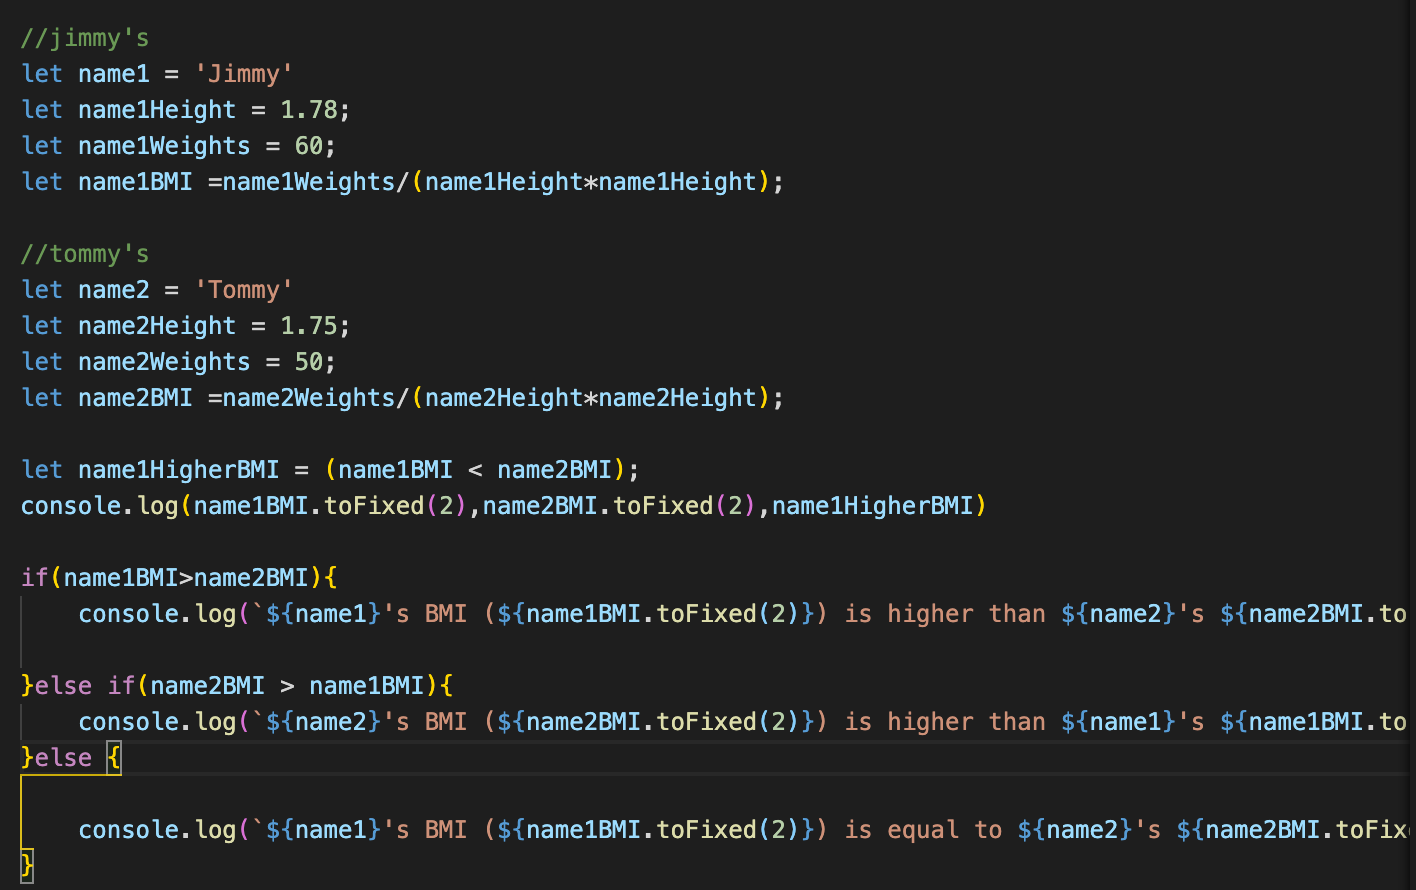 //jimmy's
let name1 = 'Jimmy'
let name1Height = 1.78;
let name1Weights = 60;
let name1BMI =name1Weights/(name1Height*name1Height);
//tommy's
let name2 = 'Tommy'
let name2Height = 1.75;
let name2Weights = 50;
let name2BMI =name2Weights/(name2Height*name2Height);
let name1HigherBMI = (name1BMI < name2BMI);
console.log(name1BMI.toFixed(2),name2BMI.toFixed(2),name1HigherBMI)
if(name1BMI>name2BMI){
    console.log(`${name1}'s BMI (${name1BMI.toFixed(2)}) is higher than ${name2}'s ${name2BMI.to
}else if(name2BMI > name1BMI){
    console.log(`${name2}'s BMI (${name2BMI.toFixed(2)}) is higher than ${name1}'s ${name1BMI.to
}else {
    console.log(`${name1}'s BMI (${name1BMI.toFixed(2)}) is equal to ${name2}'s ${name2BMI.toFix
}